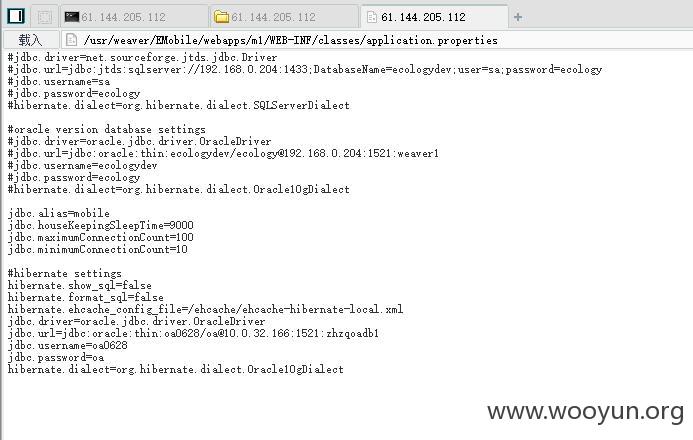 61.144.205.112
61.144.205.112
61.144.205.112
载入
/usr/weaver/EMobile/webapps/m1/WEB-INF/classes/application.properties
#jdbc.driver=net.sourceforge.jtds.jdbc.Driver
#jdbc.url=jdbc:jtds:sqlserver://192.168.0.204:1433;DatabaseName=ecologydev;user=sa;password=ecology
#jdbc.username=sa
#jdbc.password=ecology
#hibernate.dialect=org.hibernate.dialect.SQLServerDialect
#oracle version database settings
#jdbc.driver=oracle.jdbc.driver.OracleDriver
#jdbc.url=jdbc:oracle:thin:ecologydev/ecology@192.168.0.204:1521:weaver1
#jdbc.username=ecologydev
#jdbc.password=ecology
#hibernate.dialect=org.hibernate.dialect.Oracle10gDialect
jdbc.alias=mobile
jdbc.houseKeepingSleepTime=9000
jdbc.maximumConnectionCount=100
jdbc.minimumConnectionCount=10
#hibernate settings
hibernate.show_sql=false
hibernate.format_sql=false
hibernate.ehcache_config_file=/ehcache/ehcache-hibernate-local.xml
jdbc.driver=oracle.jdbc.driver.OracleDriver
jdbc.url=jdbc:oracle:thin:oa0628/oa@10.0.32.166:1521:zhzqoadb1
jdbc.username=oa0628
jdbc.password=oa
hibernate.dialect=org.hibernate.dialect.Oracle10gDialect
www.wooyun.org